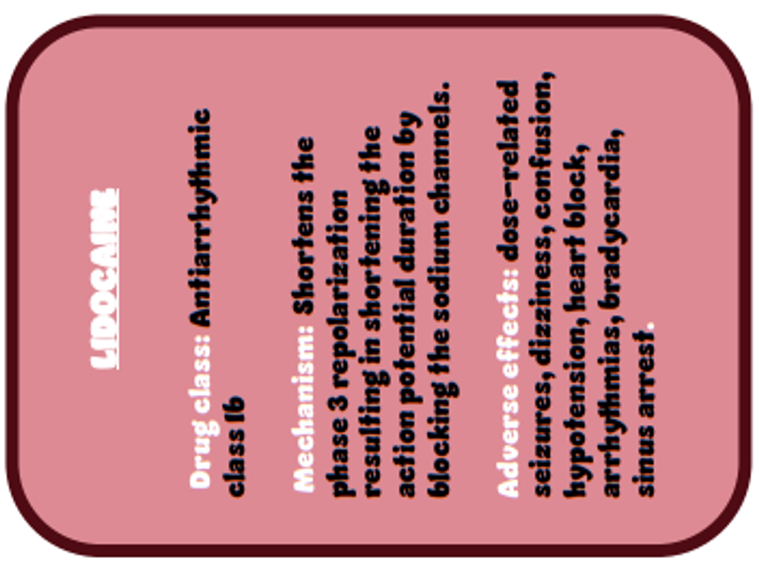 LIDOCAINE
Drug class: Antiarrhythmic
class Ib
Mechanism: Shortens the
phase 3 repolarization
resulting in shortening the
action potential duration by
blocking the sodium channels.
Adverse effects: dose-related
seizures, dizziness, confusion,
hypotension, heart block,
arrhythmias, bradycardia,
sinus arrest.